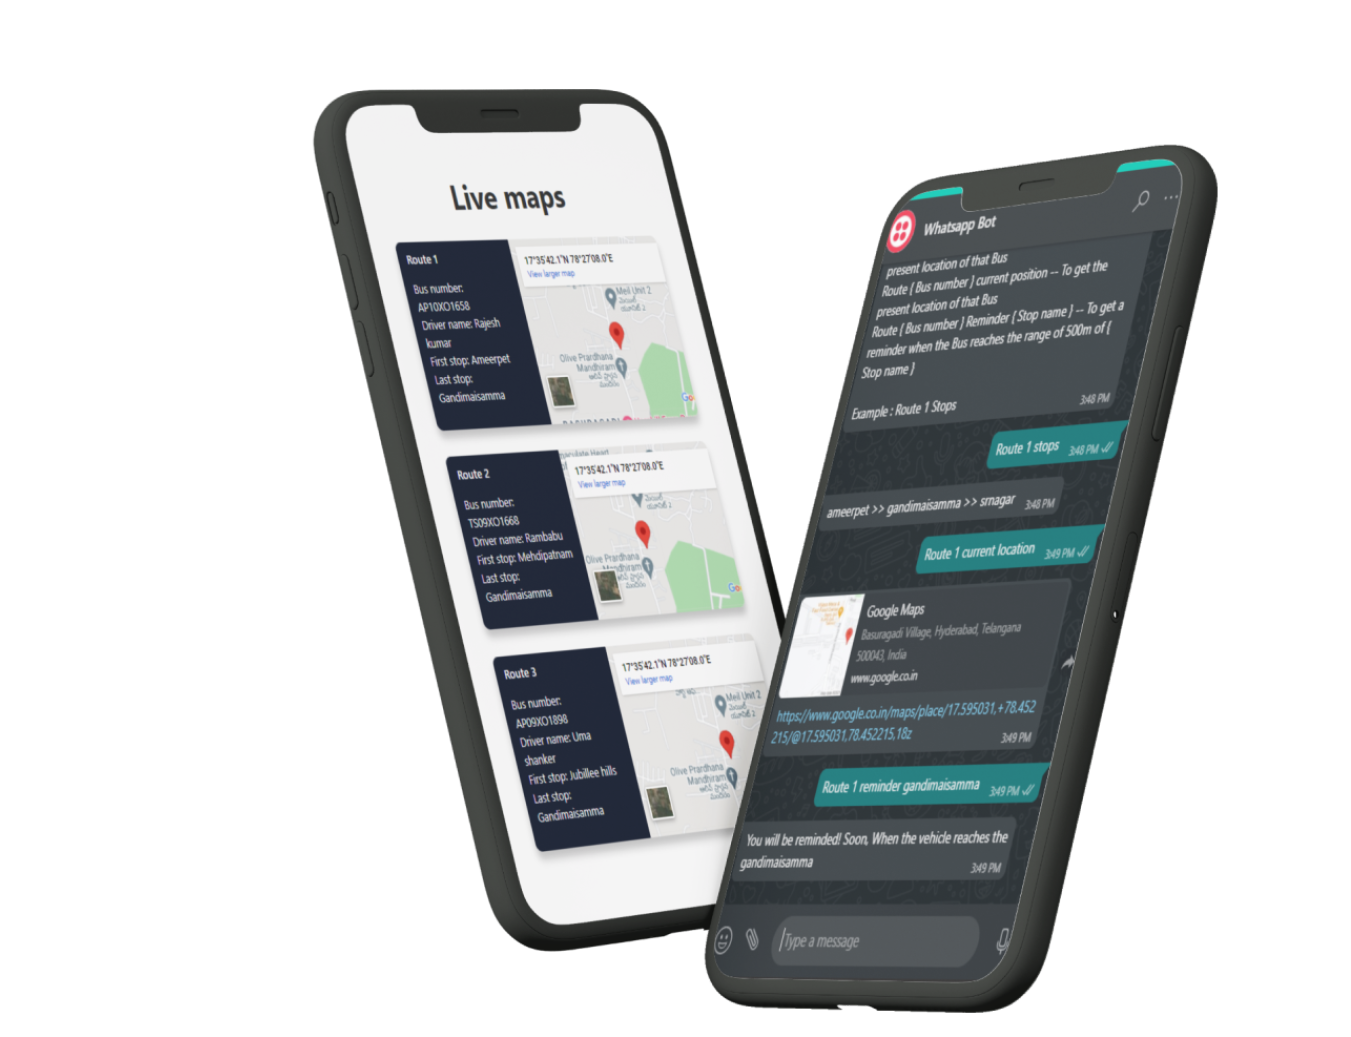 Live maps
Route 1
Bus number:
AP10XO1658
Driver name: Rajesh
kumar
First stop: Ameerpet
Last stop:
Gandimaisamma
17°35'42.1"N 78°27'08.0"E
View larger map
Meil Unit 2
Olive Prardhana
Mandhiram
Route 2
Bus number:
TS09XO1668
Driver name: Rambabu
First stop: Mehdipatnam
Last stop:
Gandimaisamma
Immaculate Heart
17°35'42.1"N 78°27'08.0"E
View larger map
Olive Prardhana
Mandhiram
Route 3
Bus number:
AP09XO1898
Driver name: Uma
shanker
First stop: Jubillee hills
Last stop:
Gandimaisamma
17°35'42.1"N 78°27'08.0"E
View larger map
Meil Unit 2
Olive Prardhana
Mandhiram
Whatsapp Bot
present location of that Bus
Route { Bus number } current position -- To get the
present location of that Bus
Route { Bus number } Reminder { Stop name } -- To get a
reminder when the Bus reaches the range of 500m of {
Stop name }
Example : Route 1 Stops
3:48 PM
Route 1 stops 3:48 PM
ameerpet >> gandimaisamma >> srnagar 3:48 PM
Route 1 current location 3:49 PM
Google Maps
Basuragadi Village, Hyderabad, Telangana
500043, India
www.google.co.in
https://www.google.co.in/maps/place/17.595031,+78.452
215/@17.595031,78.452215,18z 3:49 PM
Route 1 reminder gandimaisamma 3:49 PM
You will be reminded! Soon, When the vehicle reaches the
gandimaisamma 3:49 PM
Type a message